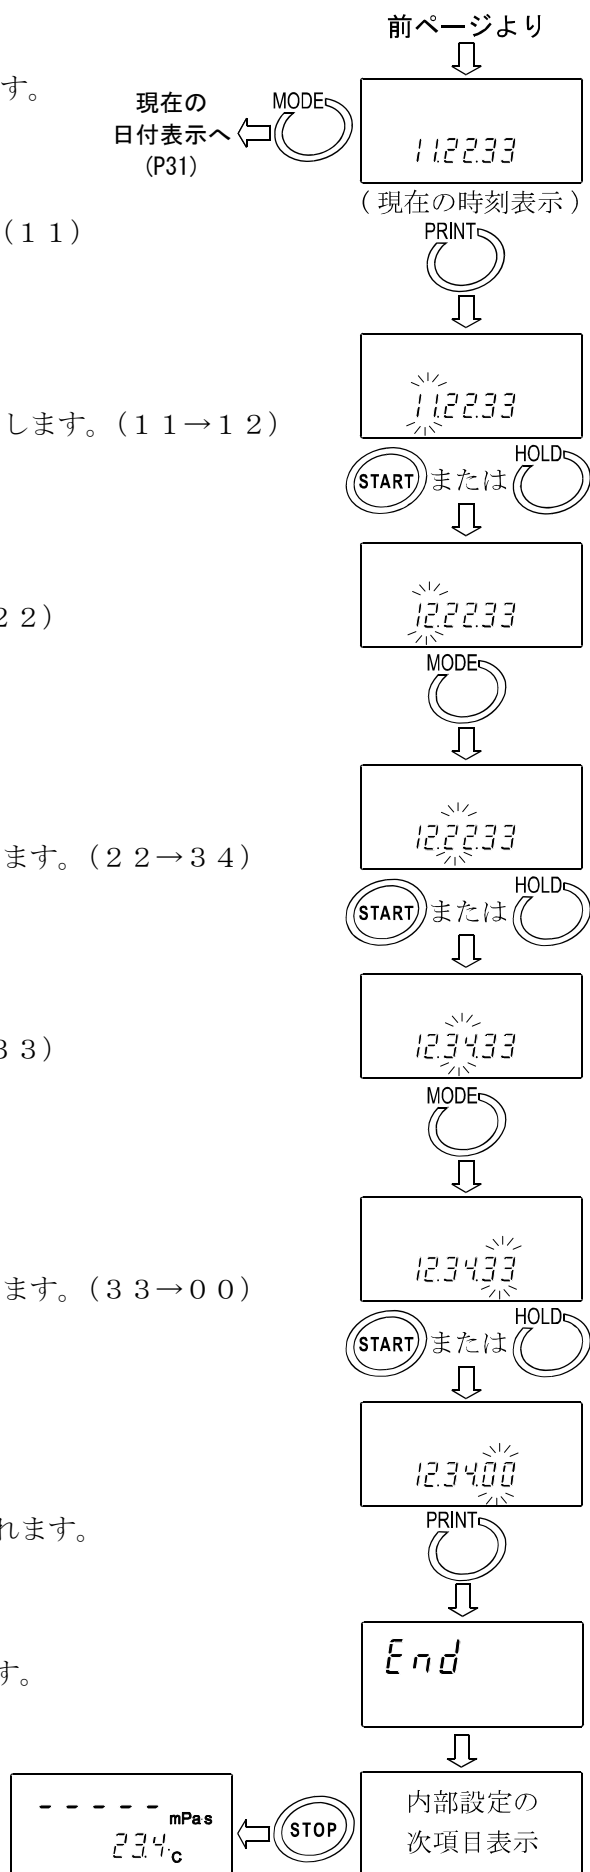 前ページより
す。
現在の
日付表示へ
(P31)
MODE
11.22.33
(現在の時刻表示)
(11)
PRINT
11.22.33
します。(11→12)
START または HOLD
12.22.33
22)
MODE
12.22.33
ます。(22→34)
START または HOLD
12.34.33
33)
MODE
12.34.33
ます。(33→00)
START または HOLD
12.34.00
れます。
PRINT
End
す。
内部設定の
次項目表示
STOP
----- mPa·s
23.4 °C